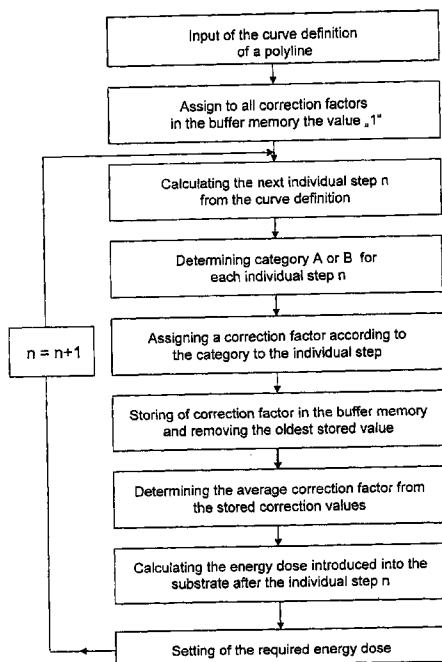 Input of the curve definition
of a polyline
Assign to all correction factors
in the buffer memory the value „1“
Calculating the next individual step n
from the curve definition
Determining category A or B for
each individual step n
n = n+1
Assigning a correction factor according to
the category to the individual step
Storing of correction factor in the buffer memory
and removing the oldest stored value
Determining the average correction factor from
the stored correction values
Calculating the energy dose introduced into the
substrate after the individual step n
Setting of the required energy dose